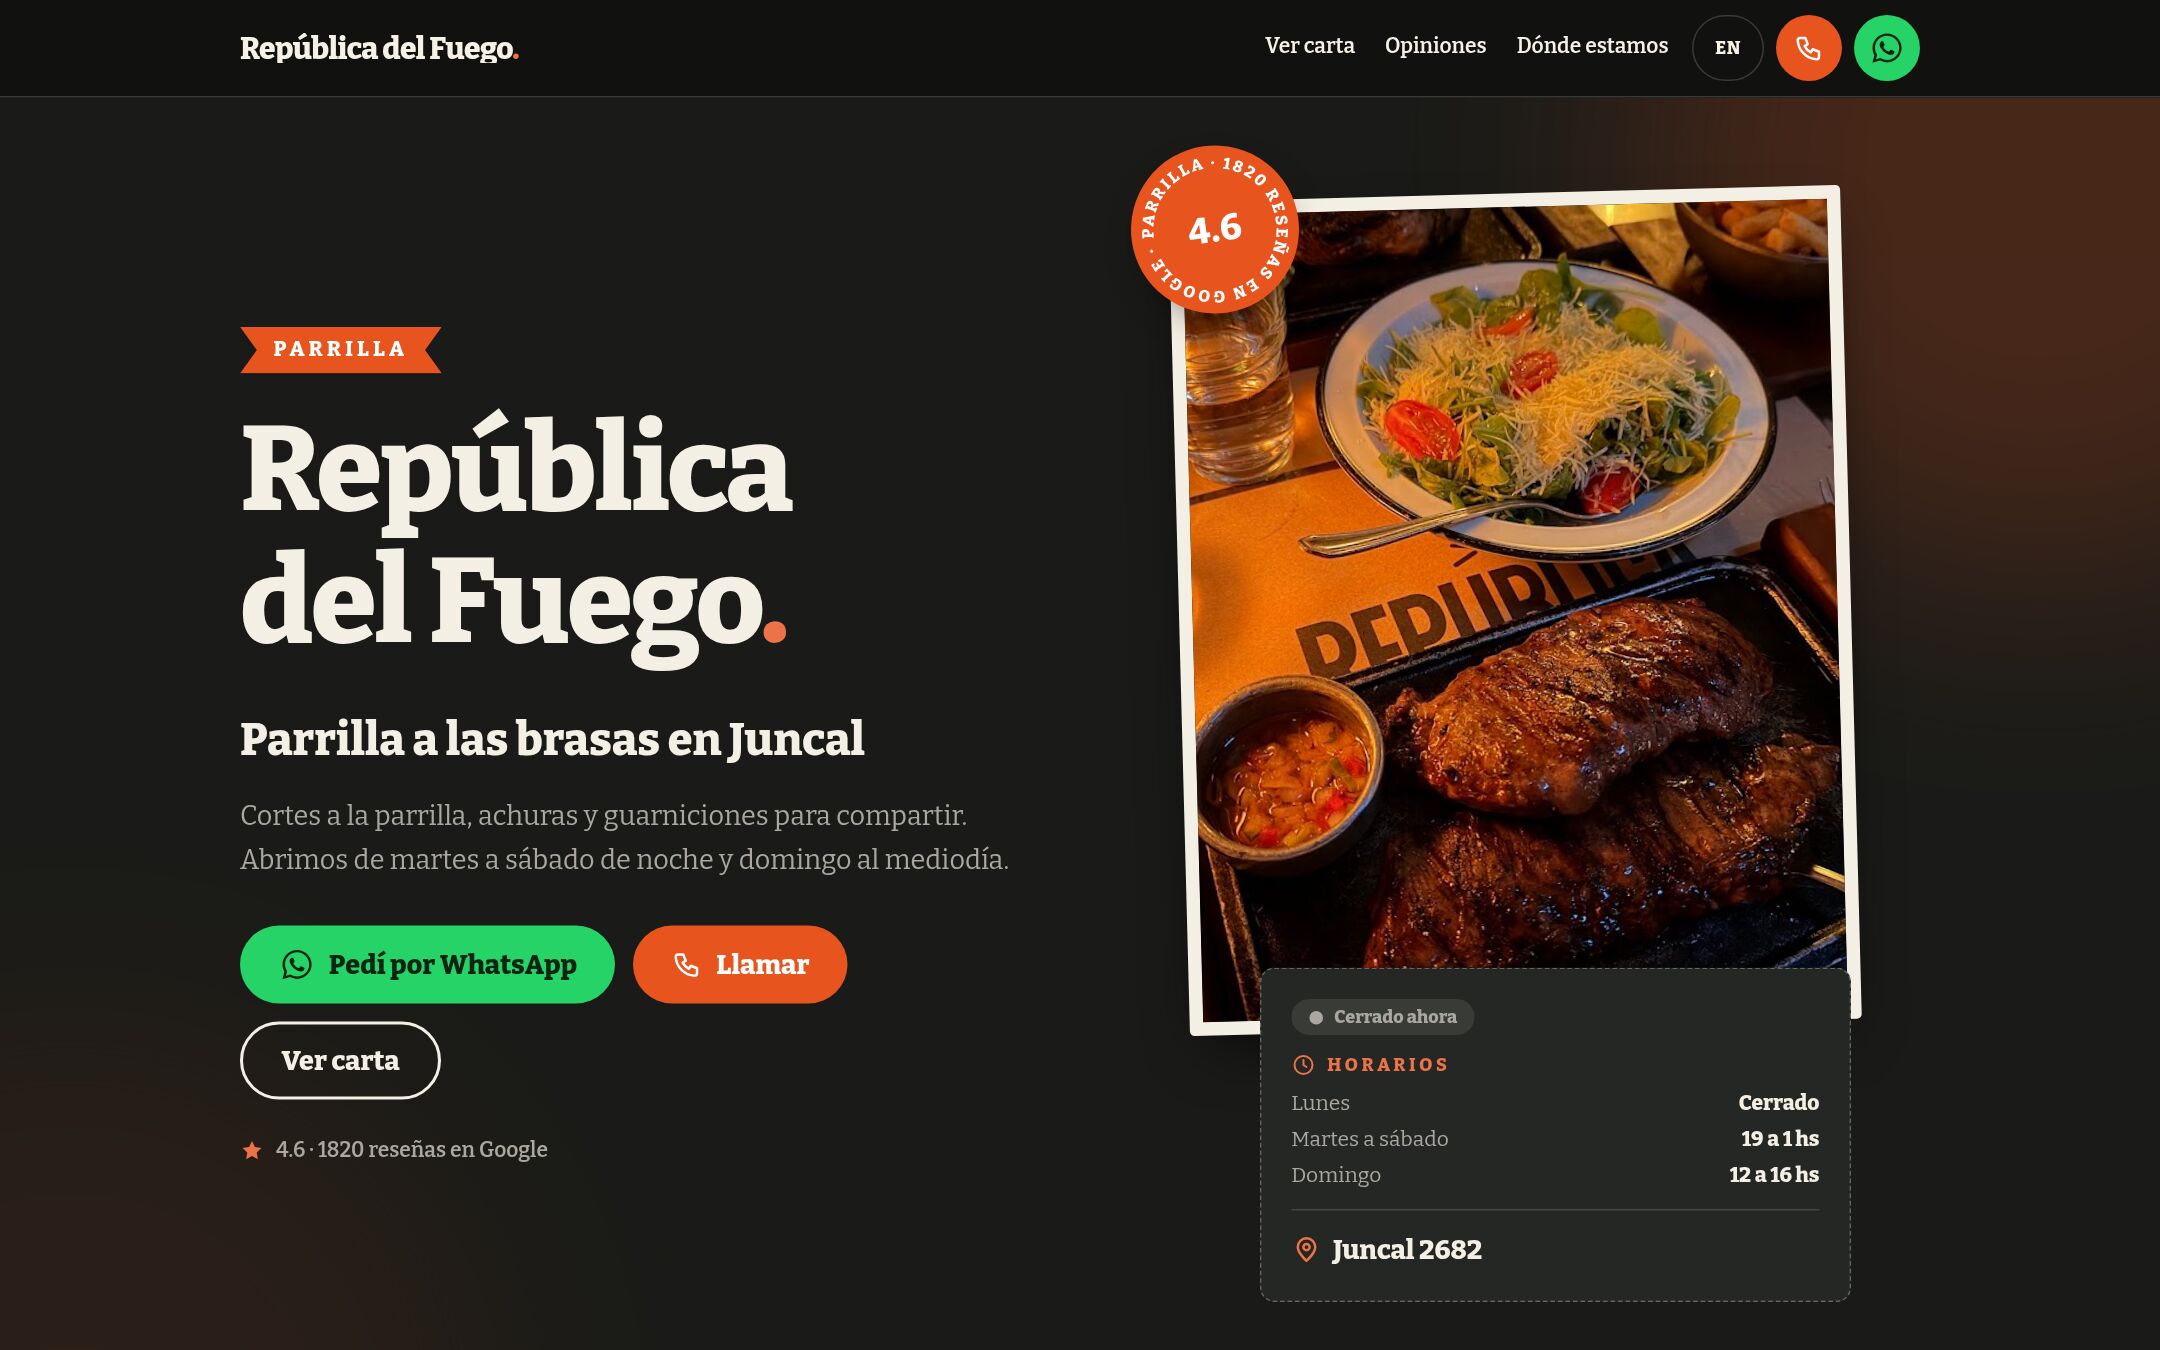 República del Fuego.
Ver carta
Opiniones
Dónde estamos
EN
PARRILLA · 1820 RESEÑAS EN GOOGLE ·
4.6
PARRILLA
República
del Fuego.
Parrilla a las brasas en Juncal
Cortes a la parrilla, achuras y guarniciones para compartir.
Abrimos de martes a sábado de noche y domingo al mediodía.
Pedí por WhatsApp
Llamar
Ver carta
4.6 · 1820 reseñas en Google
REPÚBLI
Cerrado ahora
HORARIOS
Lunes Cerrado
Martes a sábado 19 a 1 hs
Domingo 12 a 16 hs
Juncal 2682